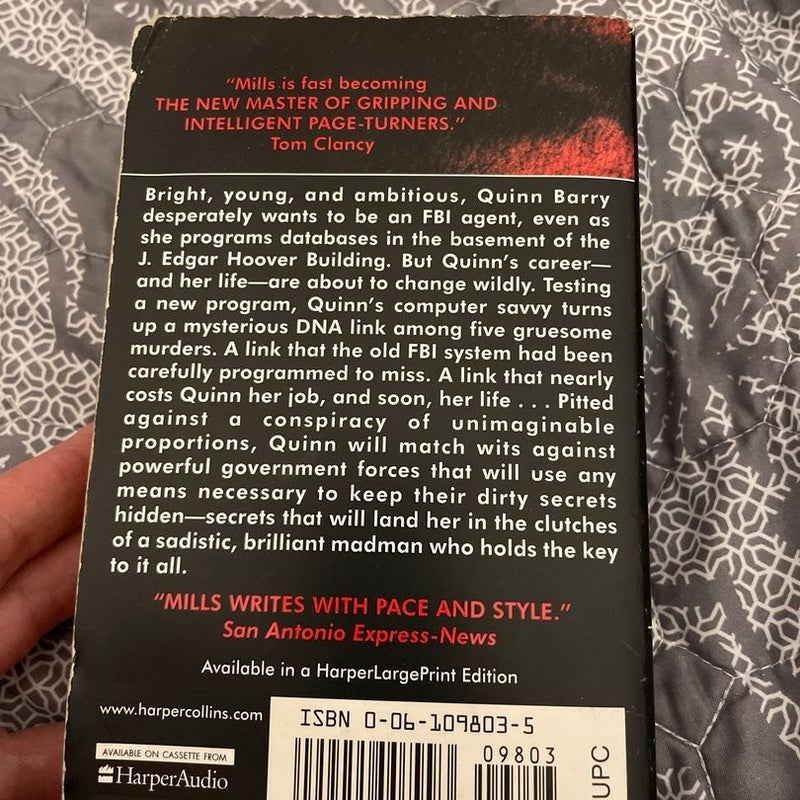 “Mills is fast becoming
THE NEW MASTER OF GRIPPING AND
INTELLIGENT PAGE-TURNERS.”
Tom Clancy
Bright, young, and ambitious, Quinn Barry
desperately wants to be an FBI agent, even as
she programs databases in the basement of the
J. Edgar Hoover Building. But Quinn’s career—
and her life—are about to change wildly. Testing
a new program, Quinn’s computer savvy turns
up a mysterious DNA link among five gruesome
murders. A link that the old FBI system had been
carefully programmed to miss. A link that nearly
costs Quinn her job, and soon, her life . . . Pitted
against a conspiracy of unimaginable
proportions, Quinn will match wits against
powerful government forces that will use any
means necessary to keep their dirty secrets
hidden—secrets that will land her in the clutches
of a sadistic, brilliant madman who holds the key
to it all.
“MILLS WRITES WITH PACE AND STYLE.”
San Antonio Express-News
Available in a HarperLargePrint Edition
www.harpercollins.com
ISBN 0-06-109803-5
09803
UPC
AVAILABLE ON CASSETTE FROM
HarperAudio